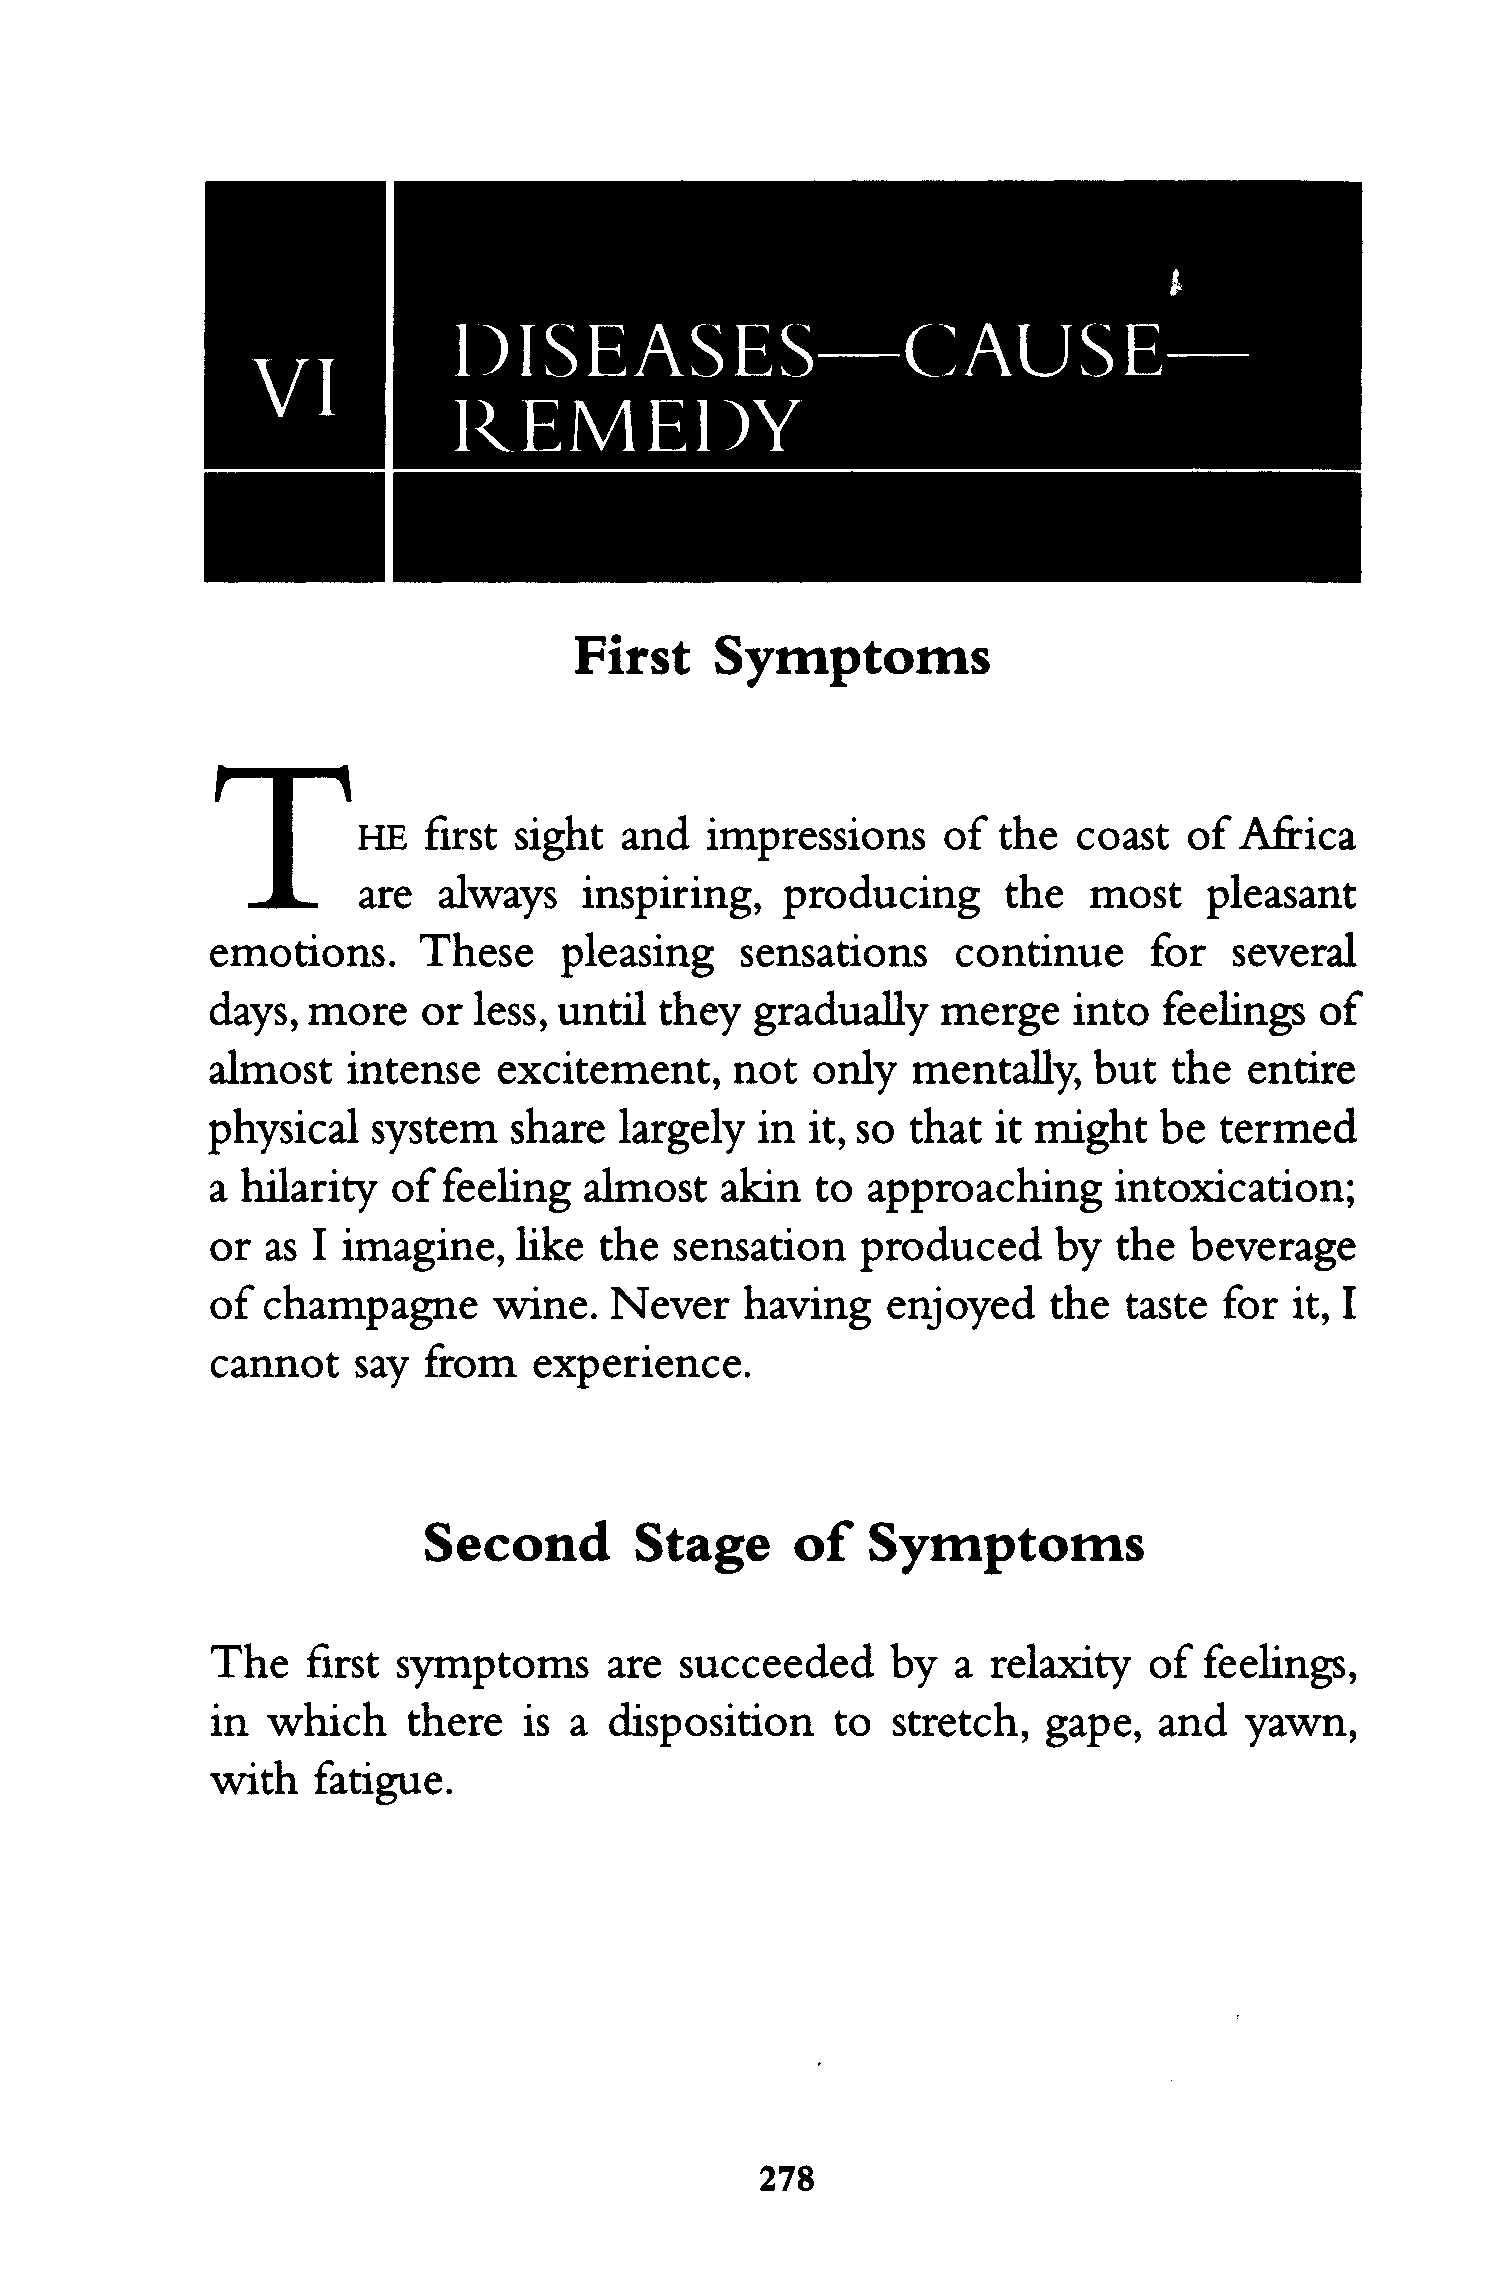 VI
DISEASES—CAUSE—
REMEDY
First Symptoms
THE first sight and impressions of the coast of Africa
are always inspiring, producing the most pleasant
emotions. These pleasing sensations continue for several
days, more or less, until they gradually merge into feelings of
almost intense excitement, not only mentally, but the entire
physical system share largely in it, so that it might be termed
a hilarity of feeling almost akin to approaching intoxication;
or as I imagine, like the sensation produced by the beverage
of champagne wine. Never having enjoyed the taste for it, I
cannot say from experience.
Second Stage of Symptoms
The first symptoms are succeeded by a relaxity of feelings,
in which there is a disposition to stretch, gape, and yawn,
with fatigue.
278